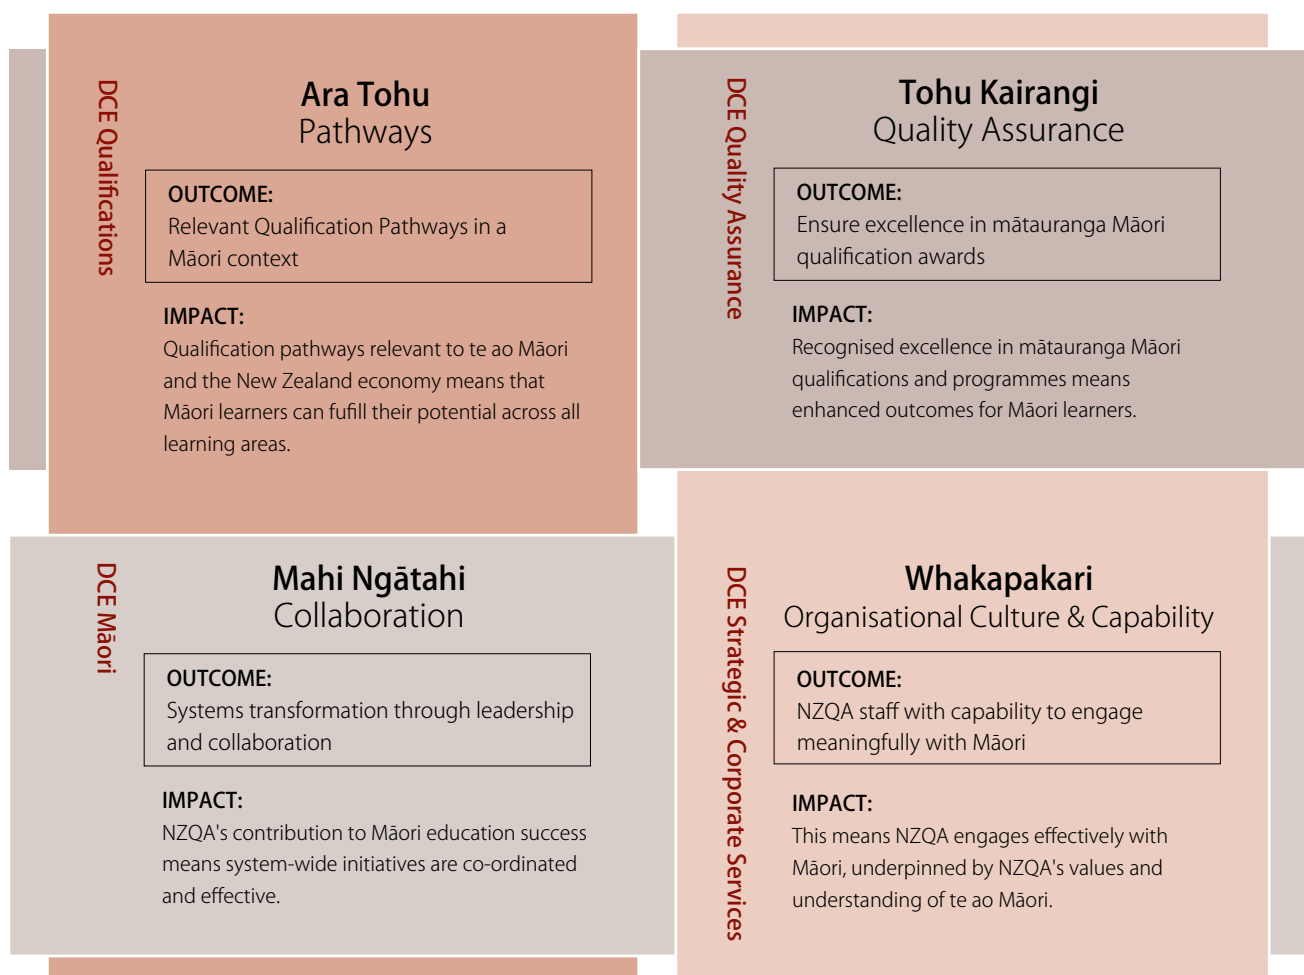 DCE Qualifications
Ara Tohu
Pathways
OUTCOME:
Relevant Qualification Pathways in a
Māori context
IMPACT:
Qualification pathways relevant to te ao Māori
and the New Zealand economy means that
Māori learners can fufill their potential across all
learning areas.
DCE Quality Assurance
Tohu Kairangi
Quality Assurance
OUTCOME:
Ensure excellence in mātauranga Māori
qualification awards
IMPACT:
Recognised excellence in mātauranga Māori
qualifications and programmes means
enhanced outcomes for Māori learners.
DCE Māori
Mahi Ngātahi
Collaboration
OUTCOME:
Systems transformation through leadership
and collaboration
IMPACT:
NZQA's contribution to Māori education success
means system-wide initiatives are co-ordinated
and effective.
DCE Strategic & Corporate Services
Whakapakari
Organisational Culture & Capability
OUTCOME:
NZQA staff with capability to engage
meaningfully with Māori
IMPACT:
This means NZQA engages effectively with
Māori, underpinned by NZQA's values and
understanding of te ao Māori.